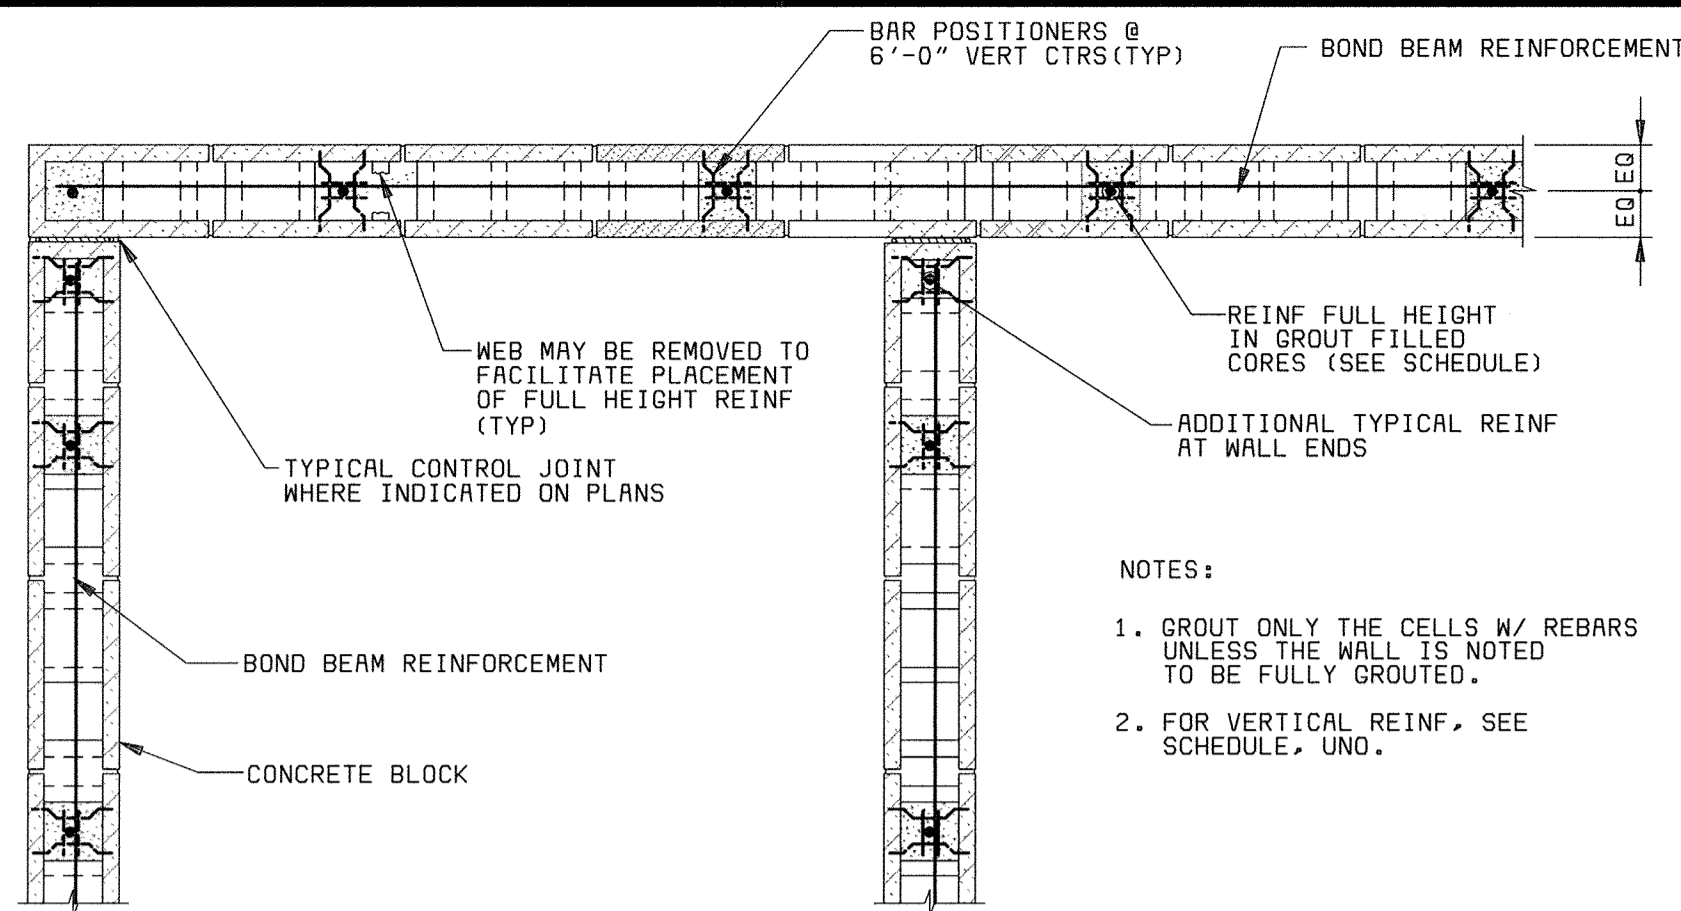 BAR POSITIONERS @
6'-0" VERT CTRS(TYP)
BOND BEAM REINFORCEMENT
EQ EQ
REINF FULL HEIGHT
IN GROUT FILLED
CORES (SEE SCHEDULE)
WEB MAY BE REMOVED TO
FACILITATE PLACEMENT
OF FULL HEIGHT REINF
(TYP)
ADDITIONAL TYPICAL REINF
AT WALL ENDS
TYPICAL CONTROL JOINT
WHERE INDICATED ON PLANS
BOND BEAM REINFORCEMENT
CONCRETE BLOCK
NOTES:
1. GROUT ONLY THE CELLS W/ REBARS
UNLESS THE WALL IS NOTED
TO BE FULLY GROUTED.
2. FOR VERTICAL REINF, SEE
SCHEDULE, UNO.